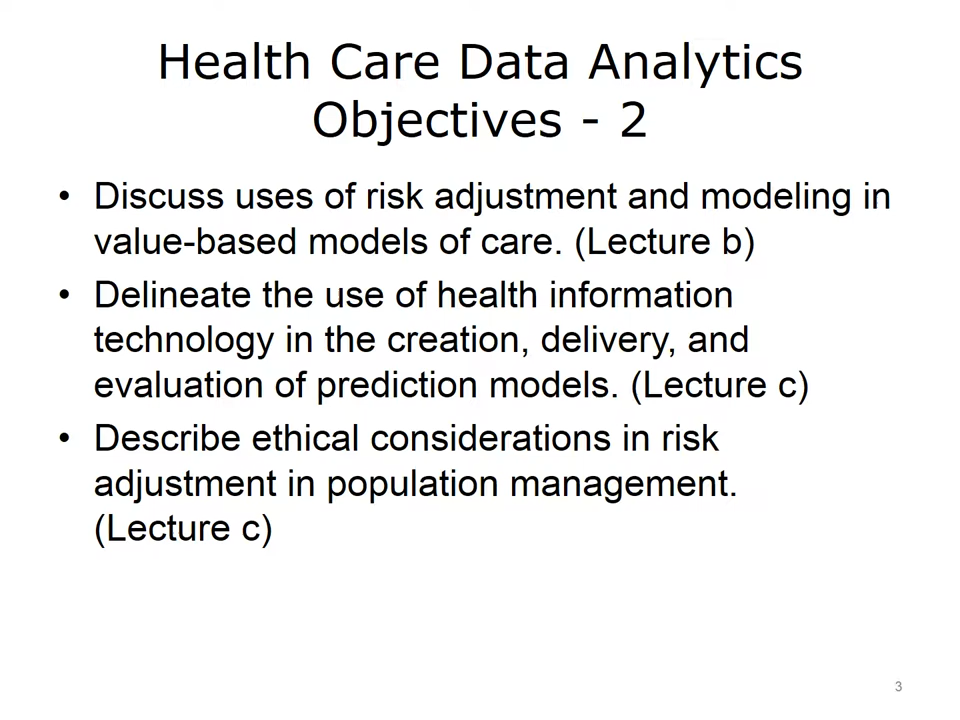 Health Care Data Analytics
Objectives - 2
• Discuss uses of risk adjustment and modeling in
value-based models of care. (Lecture b)
• Delineate the use of health information
technology in the creation, delivery, and
evaluation of prediction models. (Lecture c)
• Describe ethical considerations in risk
adjustment in population management.
(Lecture c)
3